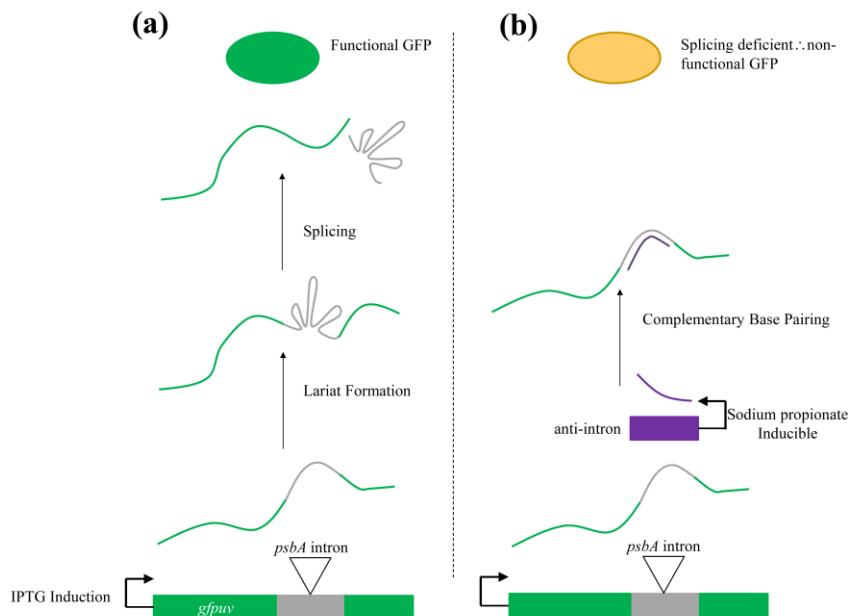 (a)
Functional GFP
Splicing
Lariat Formation
psbA intron
IPTG Induction
gfpuv
(b)
Splicing deficient∴non-
functional GFP
Complementary Base Pairing
anti-intron
Sodium propionate
Inducible
psbA intron